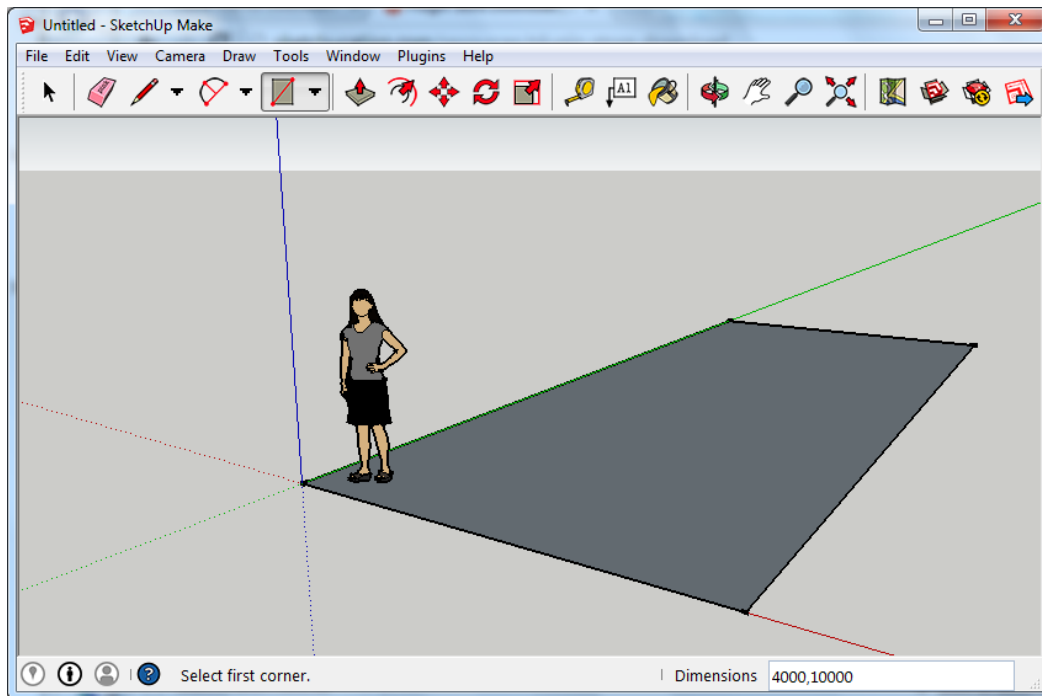 Untitled - SketchUp Make
File Edit View Camera Draw Tools Window Plugins Help
A1
Select first corner. Dimensions 4000,10000